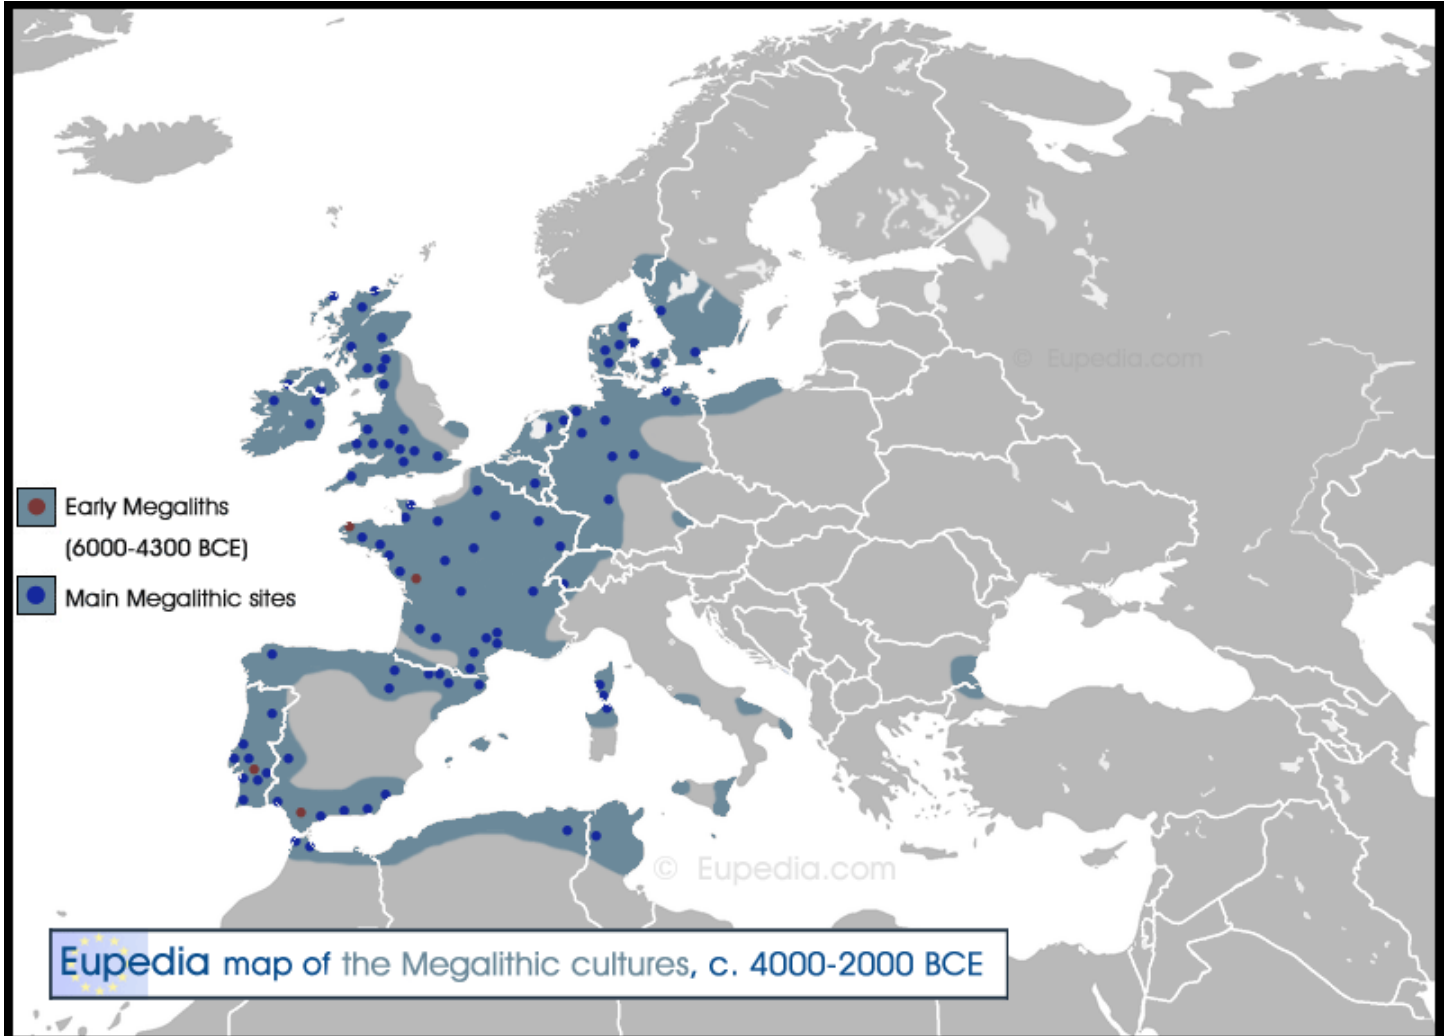 © Eupedia.com
Early Megaliths
(6000-4300 BCE)
Main Megalithic sites
© Eupedia.com
Eupedia map of the Megalithic cultures, c. 4000-2000 BCE